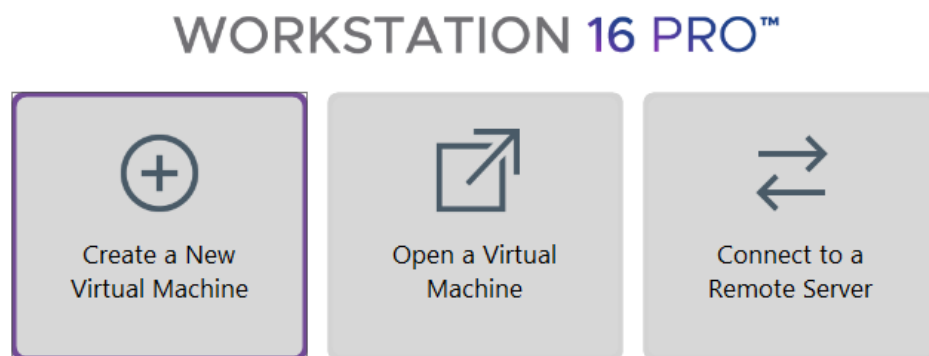 WORKSTATION 16 PRO™
Create a New
Virtual Machine
Open a Virtual
Machine
Connect to a
Remote Server